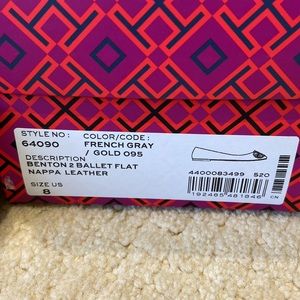 STYLE NO: COLOR/CODE:
64090 FRENCH GRAY
/ GOLD 095
DESCRIPTION
BENTON 2 BALLET FLAT
NAPPA LEATHER
SIZE US
8
4400083499 520
192485481846 CN